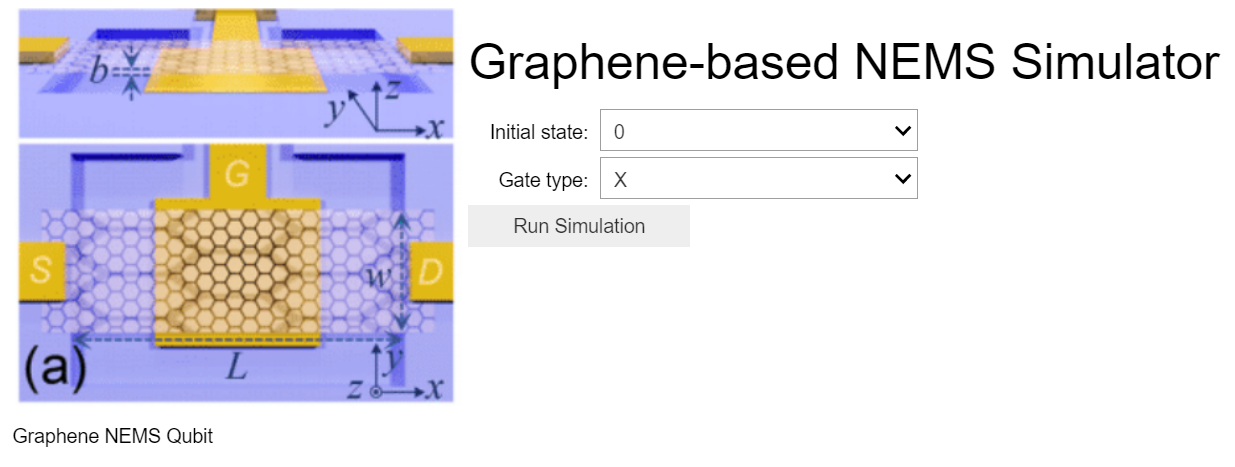 b
z
y
x
G
S
w
D
(a)
L
y
z
x
Graphene NEMS Qubit
Graphene-based NEMS Simulator
Initial state: 0
Gate type: X
Run Simulation